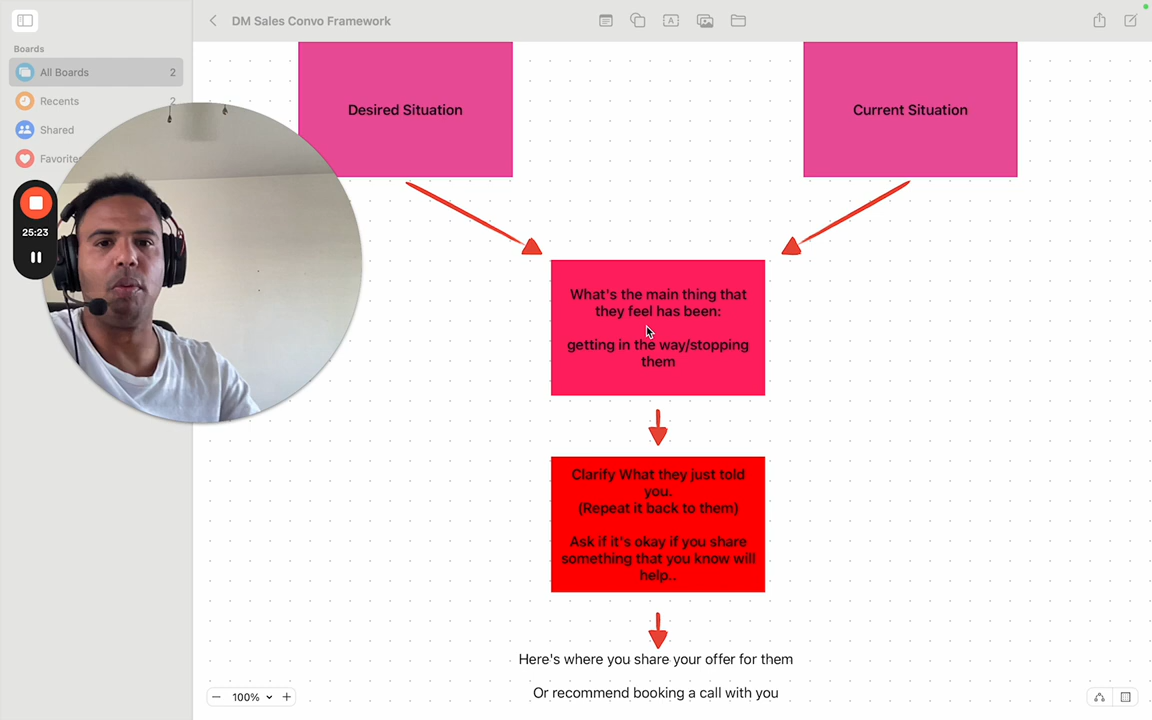 DM Sales Convo Framework
Boards
All Boards 2
Recents 2
Shared
Favorites
25:23
Desired Situation
Current Situation
What's the main thing that
they feel has been:
getting in the way/stopping
them
Clarify What they just told
you.
(Repeat it back to them)
Ask if it's okay if you share
something that you know will
help..
Here's where you share your offer for them
Or recommend booking a call with you
100%